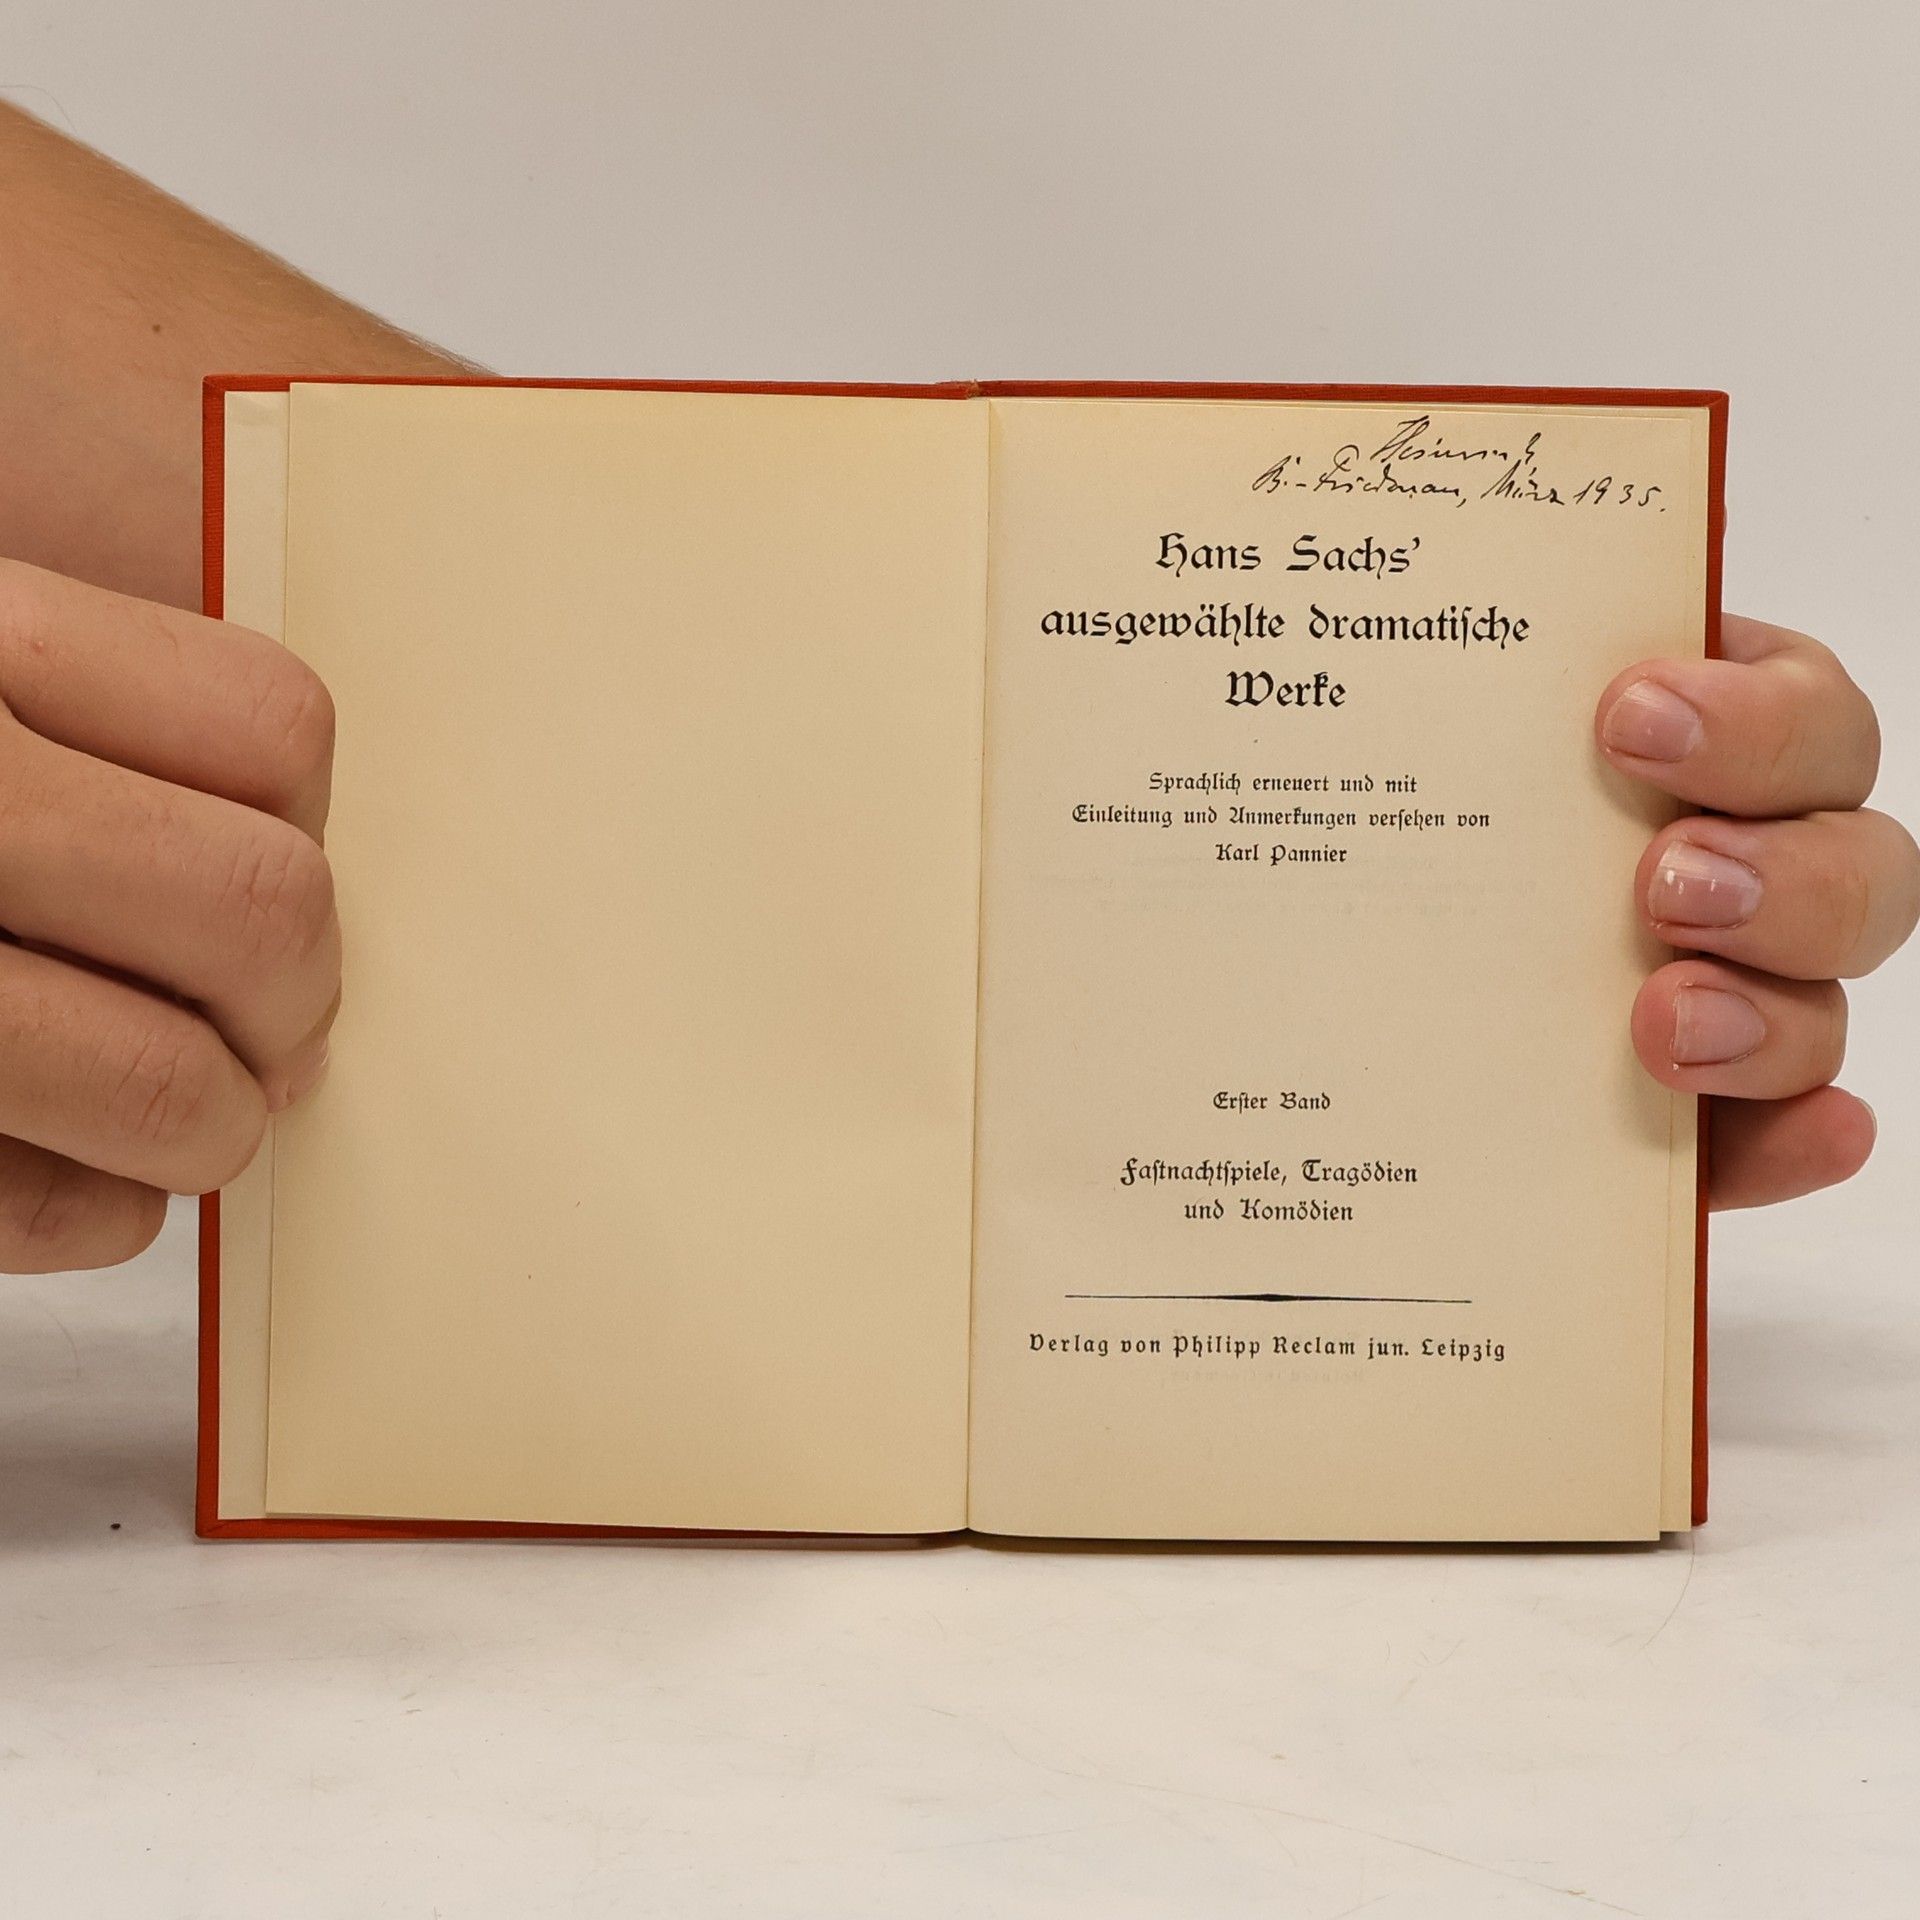 Heinrich
B.-Friedenau, März 1935.
Hans Sachs'
ausgewählte dramatiſche
Werke
Sprachlich erneuert und mit
Einleitung und Anmerkungen verſehen von
Karl Pannier
Erſter Band
Faſtnachtſpiele, Tragödien
und Komödien
Verlag von Philipp Reclam jun. Leipzig